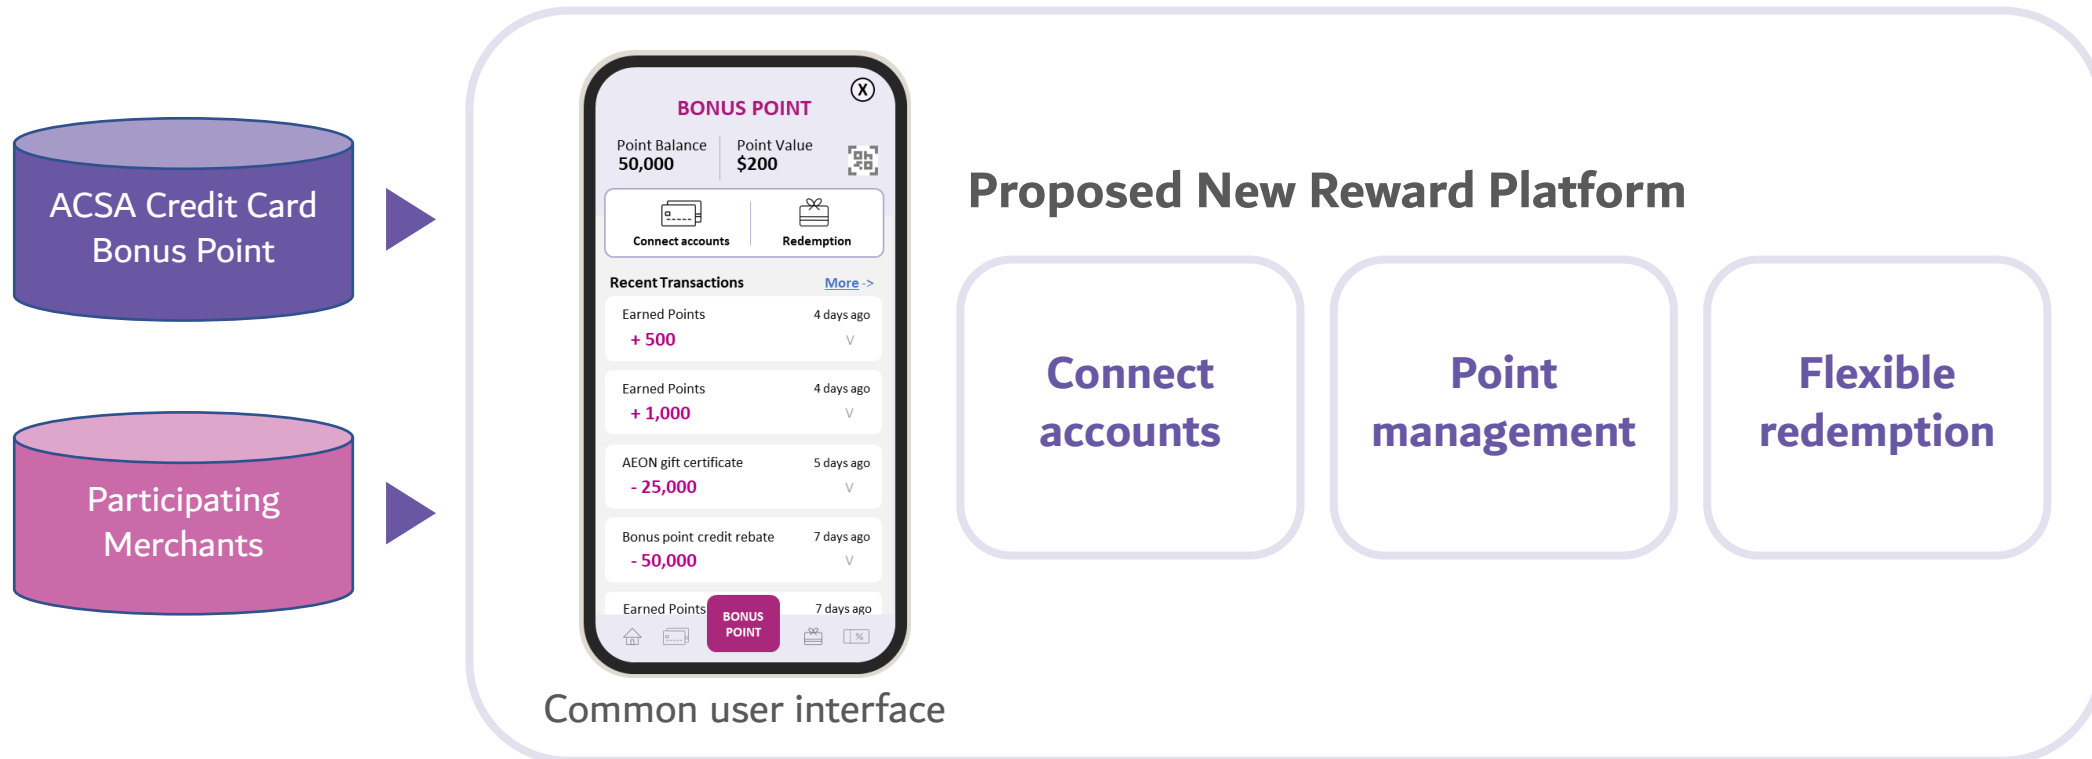 ACSA Credit Card
Bonus Point
Participating
Merchants
X
BONUS POINT
Point Balance
50,000
Point Value
$200
Connect accounts
Redemption
Recent Transactions
More ->
Earned Points
4 days ago
+ 500
V
Earned Points
4 days ago
+ 1,000
V
AEON gift certificate
5 days ago
- 25,000
V
Bonus point credit rebate
7 days ago
- 50,000
V
Earned Points
7 days ago
BONUS
POINT
%
Common user interface
Proposed New Reward Platform
Connect
accounts
Point
management
Flexible
redemption